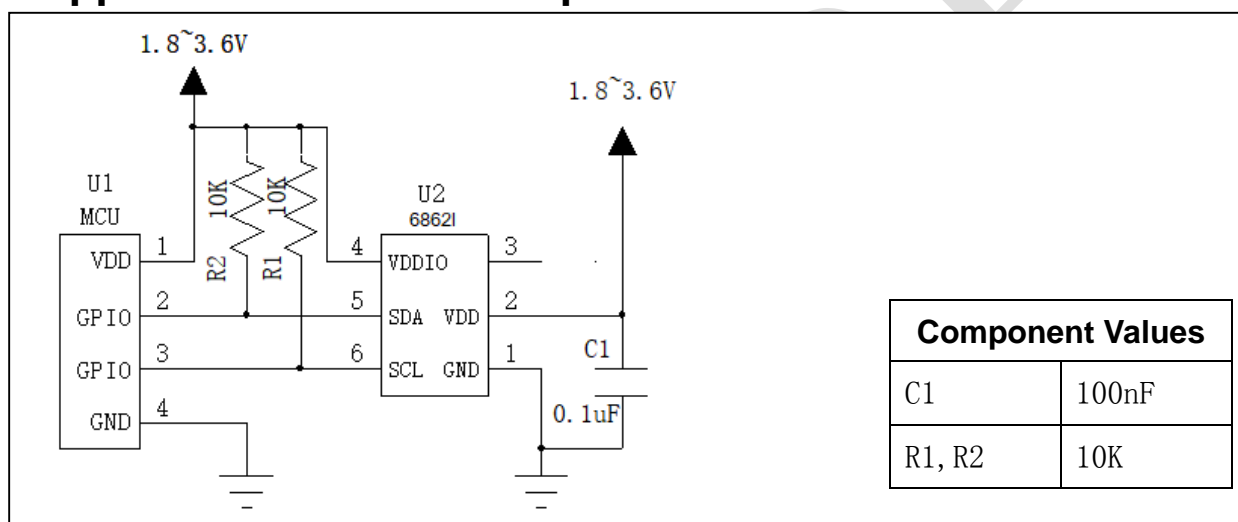 1.8~3.6V
1.8~3.6V
U1
MCU
10K
10K
R2
R1
U2
6862I
VDD 1
GPIO 2
GPIO 3
GND 4
4 VDDIO 3
5 SDA VDD 2
6 SCL GND 1
C1
0.1uF
Component Values
C1 100nF
R1, R2 10K